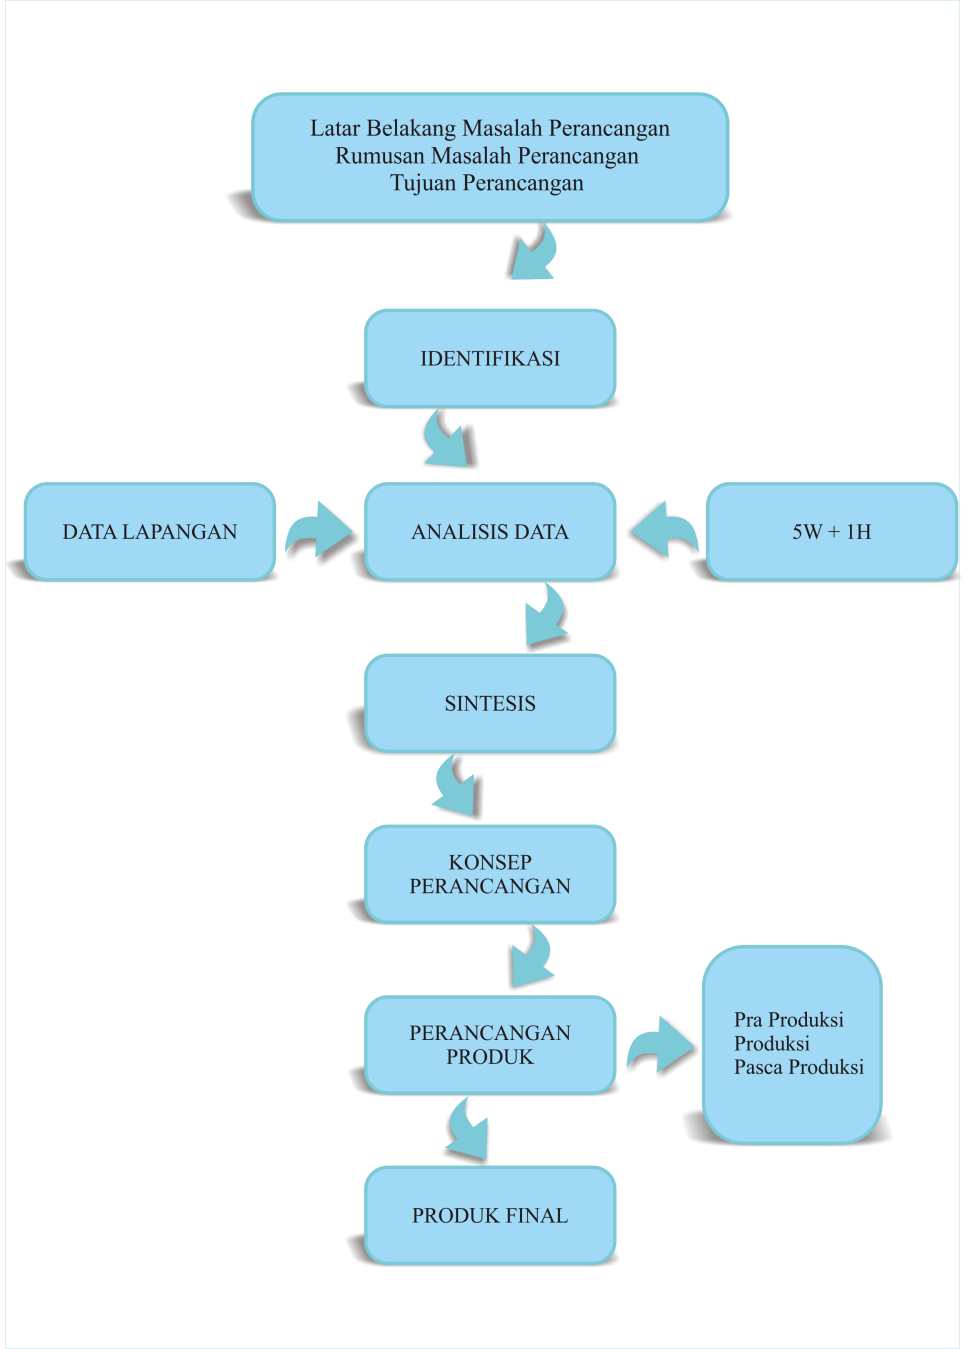 Latar Belakang Masalah Perancangan
Rumusan Masalah Perancangan
Tujuan Perancangan
IDENTIFIKASI
DATA LAPANGAN
ANALISIS DATA
5W + 1H
SINTESIS
KONSEP
PERANCANGAN
PERANCANGAN
PRODUK
Pra Produksi
Produksi
Pasca Produksi
PRODUK FINAL